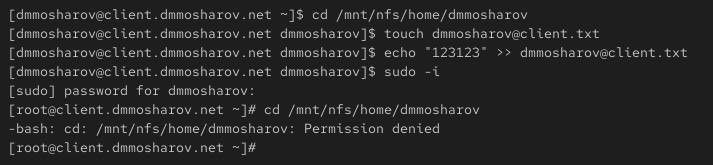 [dmmosharov@client.dmmosharov.net ~]$ cd /mnt/nfs/home/dmmosharov
[dmmosharov@client.dmmosharov.net dmmosharov]$ touch dmmosharov@client.txt
[dmmosharov@client.dmmosharov.net dmmosharov]$ echo "123123" >> dmmosharov@client.txt
[dmmosharov@client.dmmosharov.net dmmosharov]$ sudo -i
[sudo] password for dmmosharov:
[root@client.dmmosharov.net ~]# cd /mnt/nfs/home/dmmosharov
-bash: cd: /mnt/nfs/home/dmmosharov: Permission denied
[root@client.dmmosharov.net ~]#